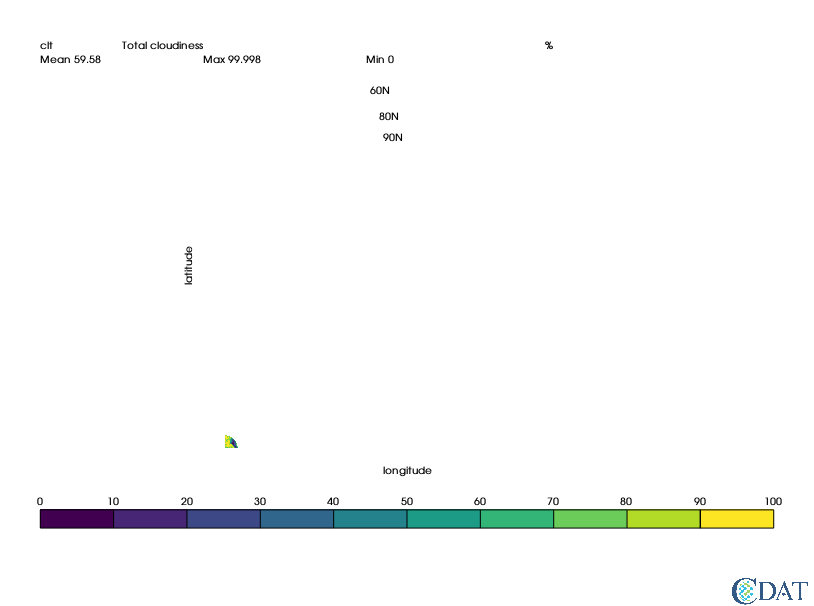 clt Total cloudiness %
Mean 59.58 Max 99.998 Min 0
60N
80N
90N
latitude
longitude
0 10 20 30 40 50 60 70 80 90 100
CDAT